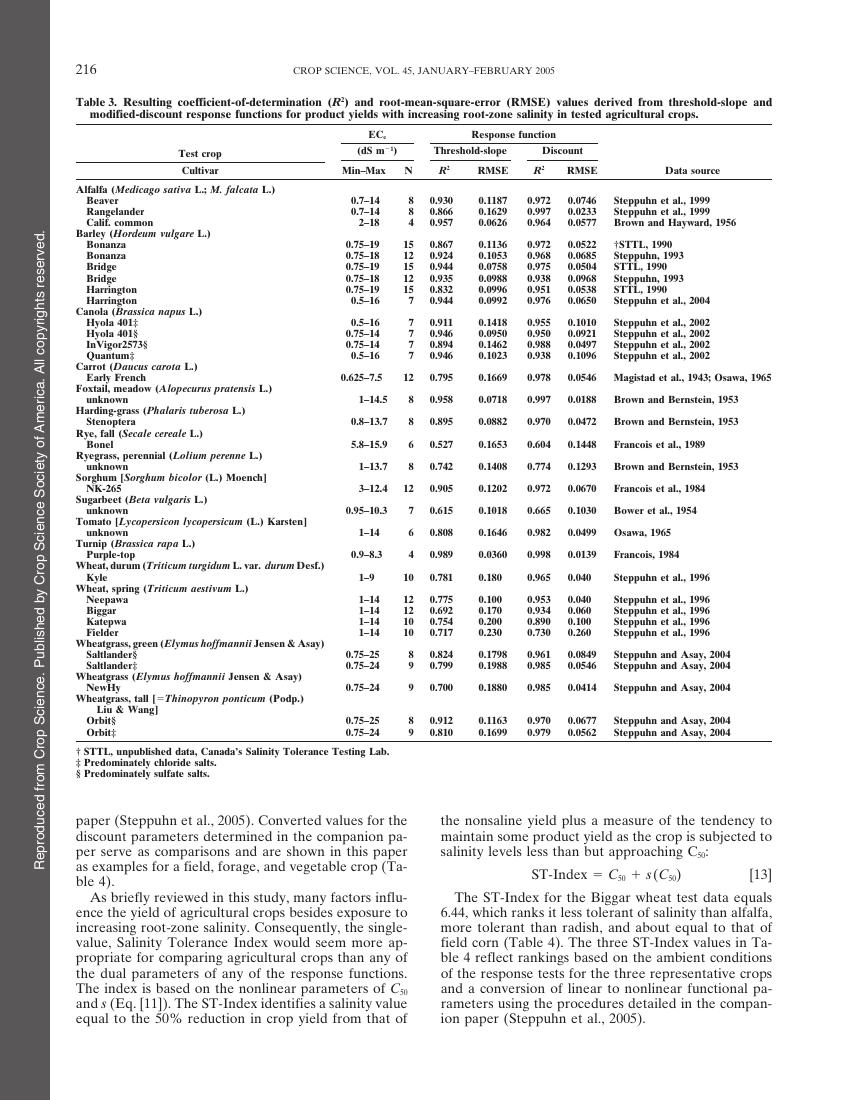 216
CROP SCIENCE, VOL. 45, JANUARY–FEBRUARY 2005
Table 3. Resulting coefficient-of-determination (R²) and root-mean-square-error (RMSE) values derived from threshold-slope and
modified-discount response functions for product yields with increasing root-zone salinity in tested agricultural crops.
ECe Response function
Test crop (dS m⁻¹) Threshold-slope Discount
Cultivar Min–Max N R² RMSE R² RMSE Data source
Alfalfa (Medicago sativa L.; M. falcata L.)
Beaver 0.7–14 8 0.930 0.1187 0.972 0.0746 Steppuhn et al., 1999
Rangelander 0.7–14 8 0.866 0.1629 0.997 0.0233 Steppuhn et al., 1999
Calif. common 2–18 4 0.957 0.0626 0.964 0.0577 Brown and Hayward, 1956
Barley (Hordeum vulgare L.)
Bonanza 0.75–19 15 0.867 0.1136 0.972 0.0522 †STTL, 1990
Bonanza 0.75–18 12 0.924 0.1053 0.968 0.0685 Steppuhn, 1993
Bridge 0.75–19 15 0.944 0.0758 0.975 0.0504 STTL, 1990
Bridge 0.75–18 12 0.935 0.0988 0.938 0.0968 Steppuhn, 1993
Harrington 0.75–19 15 0.832 0.0996 0.951 0.0538 STTL, 1990
Harrington 0.5–16 7 0.944 0.0992 0.976 0.0650 Steppuhn et al., 2004
Canola (Brassica napus L.)
Hyola 401‡ 0.5–16 7 0.911 0.1418 0.955 0.1010 Steppuhn et al., 2002
Hyola 401§ 0.75–14 7 0.946 0.0950 0.950 0.0921 Steppuhn et al., 2002
InVigor2573§ 0.75–14 7 0.894 0.1462 0.988 0.0497 Steppuhn et al., 2002
Quantum‡ 0.5–16 7 0.946 0.1023 0.938 0.1096 Steppuhn et al., 2002
Carrot (Daucus carota L.)
Early French 0.625–7.5 12 0.795 0.1669 0.978 0.0546 Magistad et al., 1943; Osawa, 1965
Foxtail, meadow (Alopecurus pratensis L.)
unknown 1–14.5 8 0.958 0.0718 0.997 0.0188 Brown and Bernstein, 1953
Harding-grass (Phalaris tuberosa L.)
Stenoptera 0.8–13.7 8 0.895 0.0882 0.970 0.0472 Brown and Bernstein, 1953
Rye, fall (Secale cereale L.)
Bonel 5.8–15.9 6 0.527 0.1653 0.604 0.1448 Francois et al., 1989
Ryegrass, perennial (Lolium perenne L.)
unknown 1–13.7 8 0.742 0.1408 0.774 0.1293 Brown and Bernstein, 1953
Sorghum [Sorghum bicolor (L.) Moench]
NK-265 3–12.4 12 0.905 0.1202 0.972 0.0670 Francois et al., 1984
Sugarbeet (Beta vulgaris L.)
unknown 0.95–10.3 7 0.615 0.1018 0.665 0.1030 Bower et al., 1954
Tomato [Lycopersicon lycopersicum (L.) Karsten]
unknown 1–14 6 0.808 0.1646 0.982 0.0499 Osawa, 1965
Turnip (Brassica rapa L.)
Purple-top 0.9–8.3 4 0.989 0.0360 0.998 0.0139 Francois, 1984
Wheat, durum (Triticum turgidum L. var. durum Desf.)
Kyle 1–9 10 0.781 0.180 0.965 0.040 Steppuhn et al., 1996
Wheat, spring (Triticum aestivum L.)
Neepawa 1–14 12 0.775 0.100 0.953 0.040 Steppuhn et al., 1996
Biggar 1–14 12 0.692 0.170 0.934 0.060 Steppuhn et al., 1996
Katepwa 1–14 10 0.754 0.200 0.890 0.100 Steppuhn et al., 1996
Fielder 1–14 10 0.717 0.230 0.730 0.260 Steppuhn et al., 1996
Wheatgrass, green (Elymus hoffmannii Jensen & Asay)
Saltlander§ 0.75–25 8 0.824 0.1798 0.961 0.0849 Steppuhn and Asay, 2004
Saltlander‡ 0.75–24 9 0.799 0.1988 0.985 0.0546 Steppuhn and Asay, 2004
Wheatgrass (Elymus hoffmannii Jensen & Asay)
NewHy 0.75–24 9 0.700 0.1880 0.985 0.0414 Steppuhn and Asay, 2004
Wheatgrass, tall [=Thinopyron ponticum (Podp.)
Liu & Wang]
Orbit§ 0.75–25 8 0.912 0.1163 0.970 0.0677 Steppuhn and Asay, 2004
Orbit‡ 0.75–24 9 0.810 0.1699 0.979 0.0562 Steppuhn and Asay, 2004
† STTL, unpublished data, Canada's Salinity Tolerance Testing Lab.
‡ Predominately chloride salts.
§ Predominately sulfate salts.
paper (Steppuhn et al., 2005). Converted values for the
discount parameters determined in the companion pa-
per serve as comparisons and are shown in this paper
as examples for a field, forage, and vegetable crop (Ta-
ble 4).
As briefly reviewed in this study, many factors influ-
ence the yield of agricultural crops besides exposure to
increasing root-zone salinity. Consequently, the single-
value, Salinity Tolerance Index would seem more ap-
propriate for comparing agricultural crops than any of
the dual parameters of any of the response functions.
The index is based on the nonlinear parameters of C50
and s (Eq. [11]). The ST-Index identifies a salinity value
equal to the 50% reduction in crop yield from that of
the nonsaline yield plus a measure of the tendency to
maintain some product yield as the crop is subjected to
salinity levels less than but approaching C50:
ST-Index = C50 + s(C50) [13]
The ST-Index for the Biggar wheat test data equals
6.44, which ranks it less tolerant of salinity than alfalfa,
more tolerant than radish, and about equal to that of
field corn (Table 4). The three ST-Index values in Ta-
ble 4 reflect rankings based on the ambient conditions
of the response tests for the three representative crops
and a conversion of linear to nonlinear functional pa-
rameters using the procedures detailed in the compan-
ion paper (Steppuhn et al., 2005).
Reproduced from Crop Science. Published by Crop Science Society of America. All copyrights reserved.